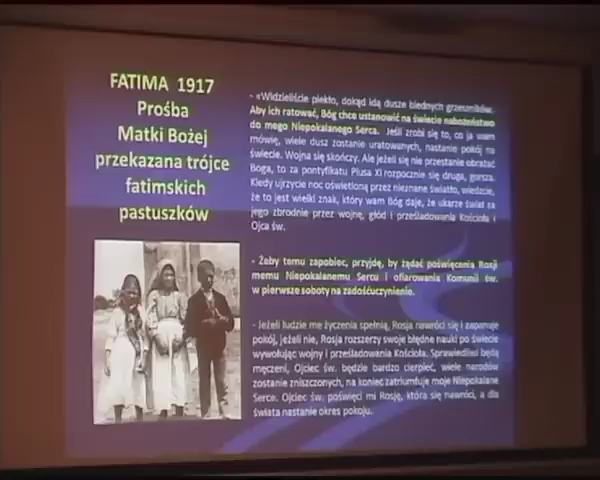 FATIMA 1917
Prośba
Matki Bożej
przekazana trójce
fatimskich
pastuszków
- «Widzieliście piekło, dokąd idą dusze biednych grzeszników.
Aby ich ratować, Bóg chce ustanowić na świecie nabożeństwo
do mego Niepokalanego Serca. Jeśli zrobi się to, co ja wam
mówię, wiele dusz zostanie uratowanych, nastanie pokój na
świecie. Wojna się skończy. Ale jeżeli się nie przestanie obrażać
Boga, to za pontyfikatu Piusa XI rozpocznie się druga, gorsza.
Kiedy ujrzycie noc oświetloną przez nieznane światło, wiedzcie,
że to jest wielki znak, który wam Bóg daje, że ukarze świat za
jego zbrodnie przez wojnę, głód i prześladowania Kościoła i
Ojca św.
- Żeby temu zapobiec, przyjdę, by żądać poświęcenia Rosji
memu Niepokalanemu Sercu i ofiarowania Komunii św.
w pierwsze soboty na zadośćuczynienie.
- Jeżeli ludzie me życzenia spełnią, Rosja nawróci się i zapanuje
pokój, jeżeli nie, Rosja rozszerzy swoje błędne nauki po świecie
wywołując wojny i prześladowania Kościoła. Sprawiedliwi będą
męczeni, Ojciec św. będzie bardzo cierpieć, wiele narodów
zostanie zniszczonych, na koniec zatriumfuje moje Niepokalane
Serce. Ojciec św. poświęci mi Rosję, która się nawróci, a dla
świata nastanie okres pokoju.